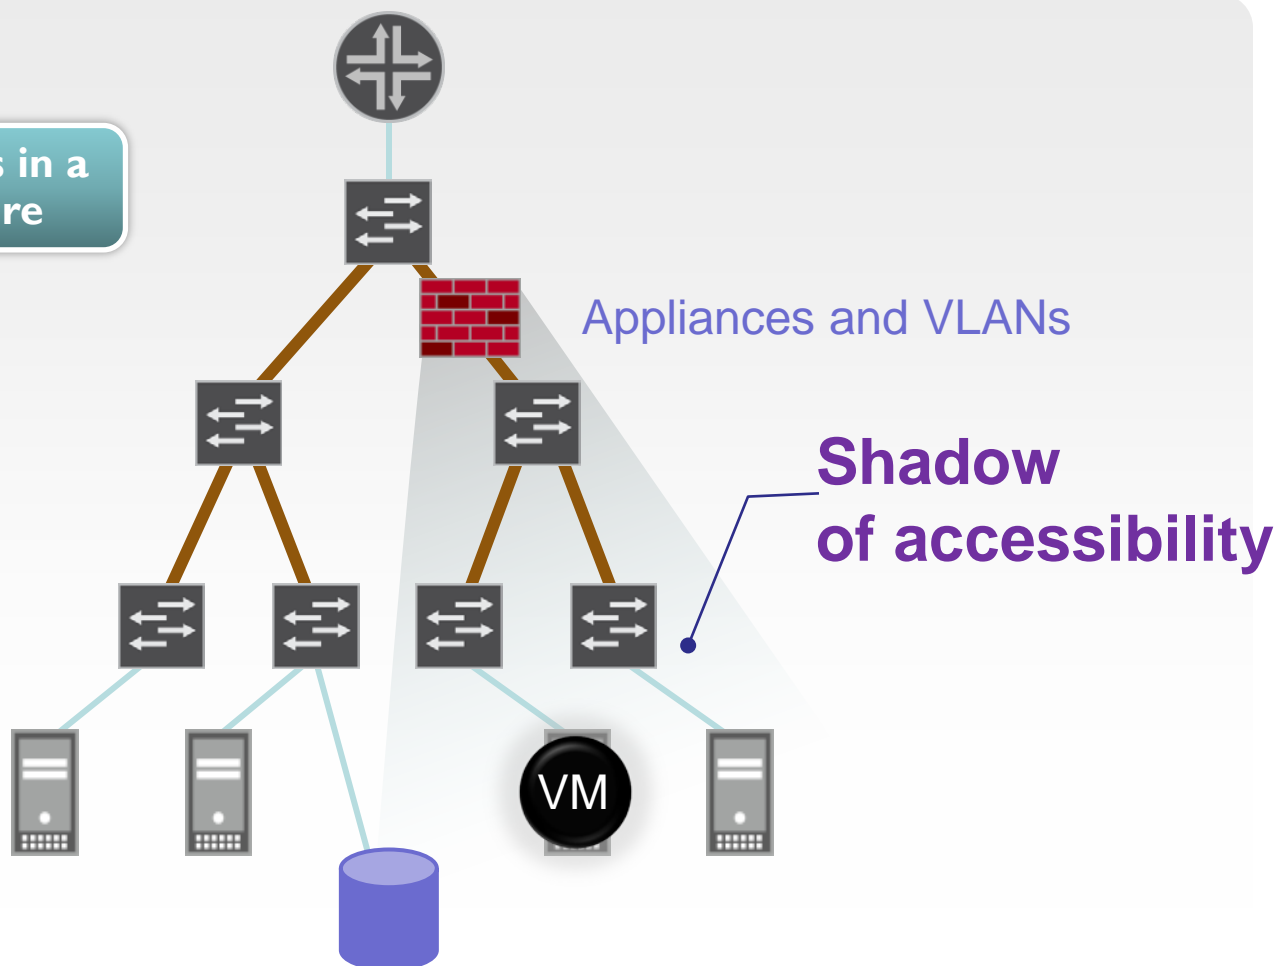 s in a
re
Appliances and VLANs
Shadow
of accessibility
VM